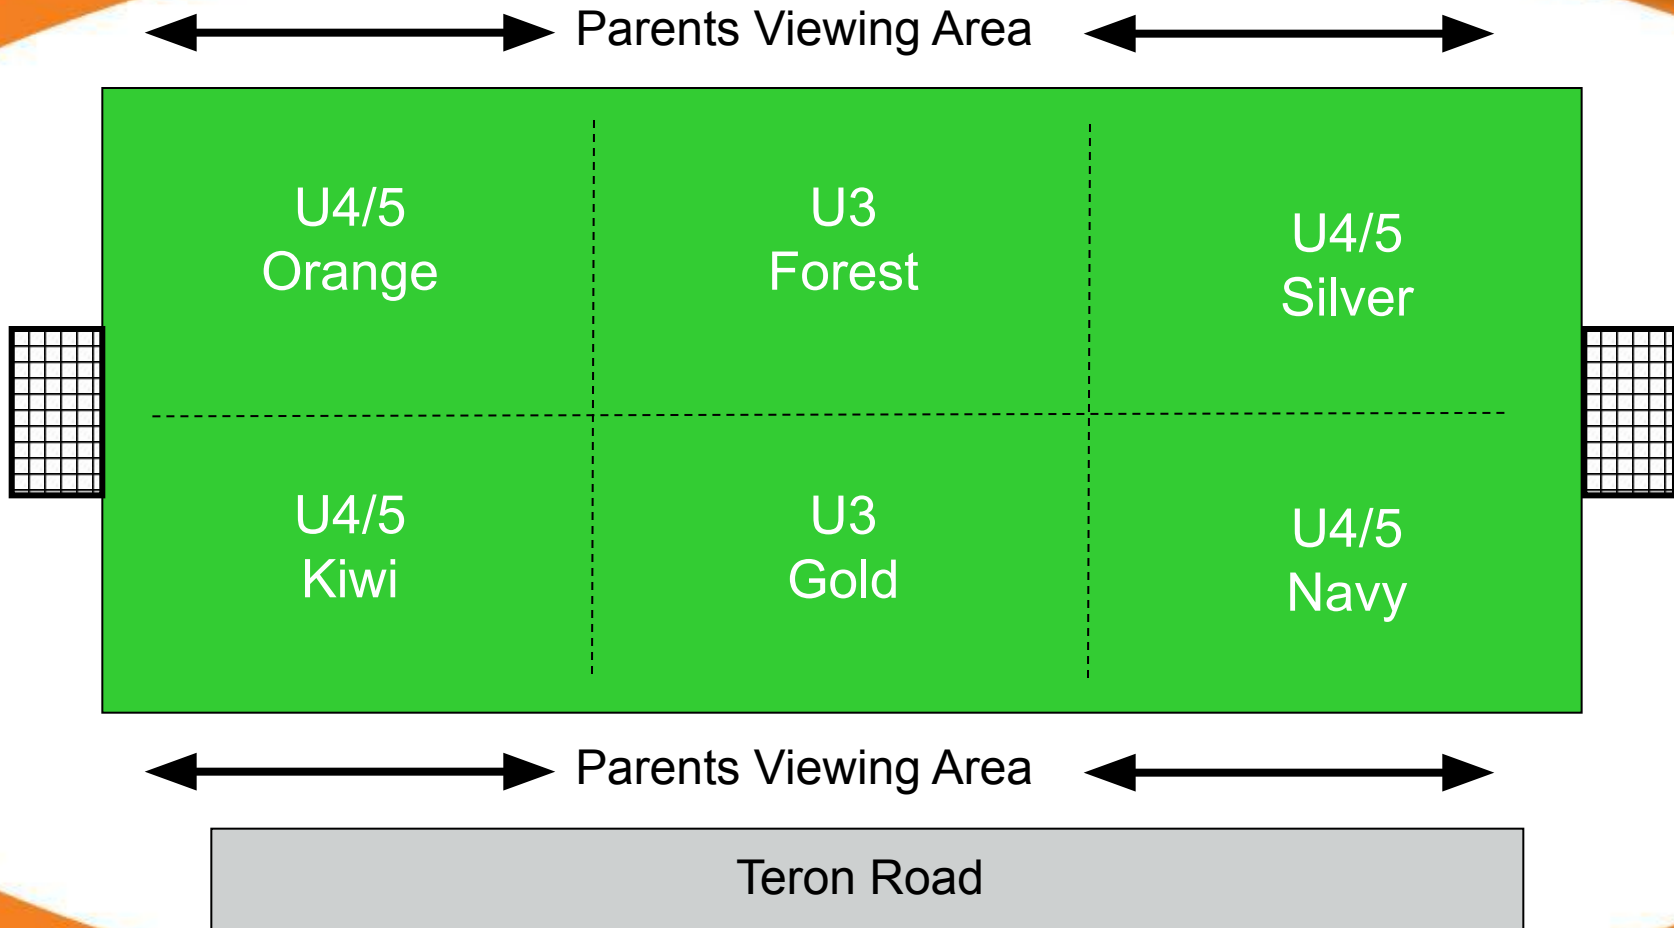 Parents Viewing Area
U4/5
Orange
U3
Forest
U4/5
Silver
U4/5
Kiwi
U3
Gold
U4/5
Navy
Parents Viewing Area
Teron Road